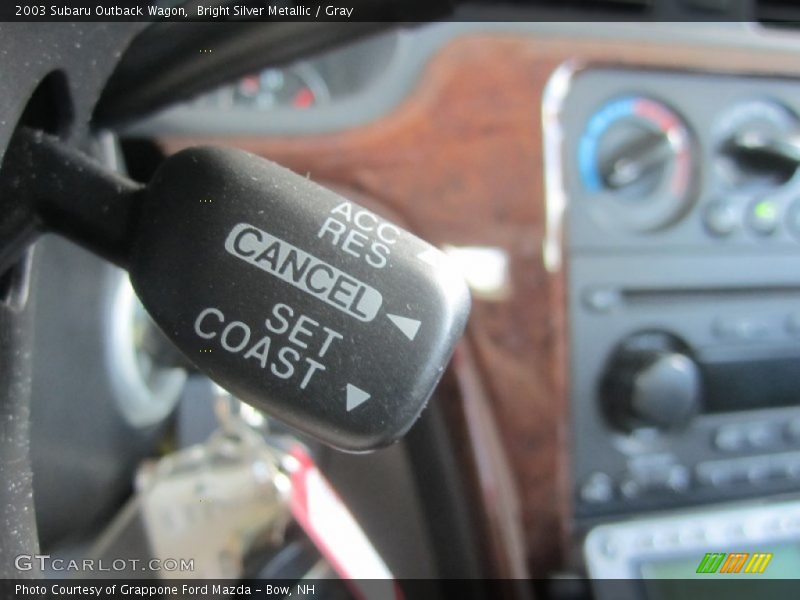 2003 Subaru Outback Wagon,  Bright Silver Metallic / Gray
ACC
RES
CANCEL
SET
COAST
GTCARLOT.COM
Photo Courtesy of Grappone Ford Mazda - Bow, NH